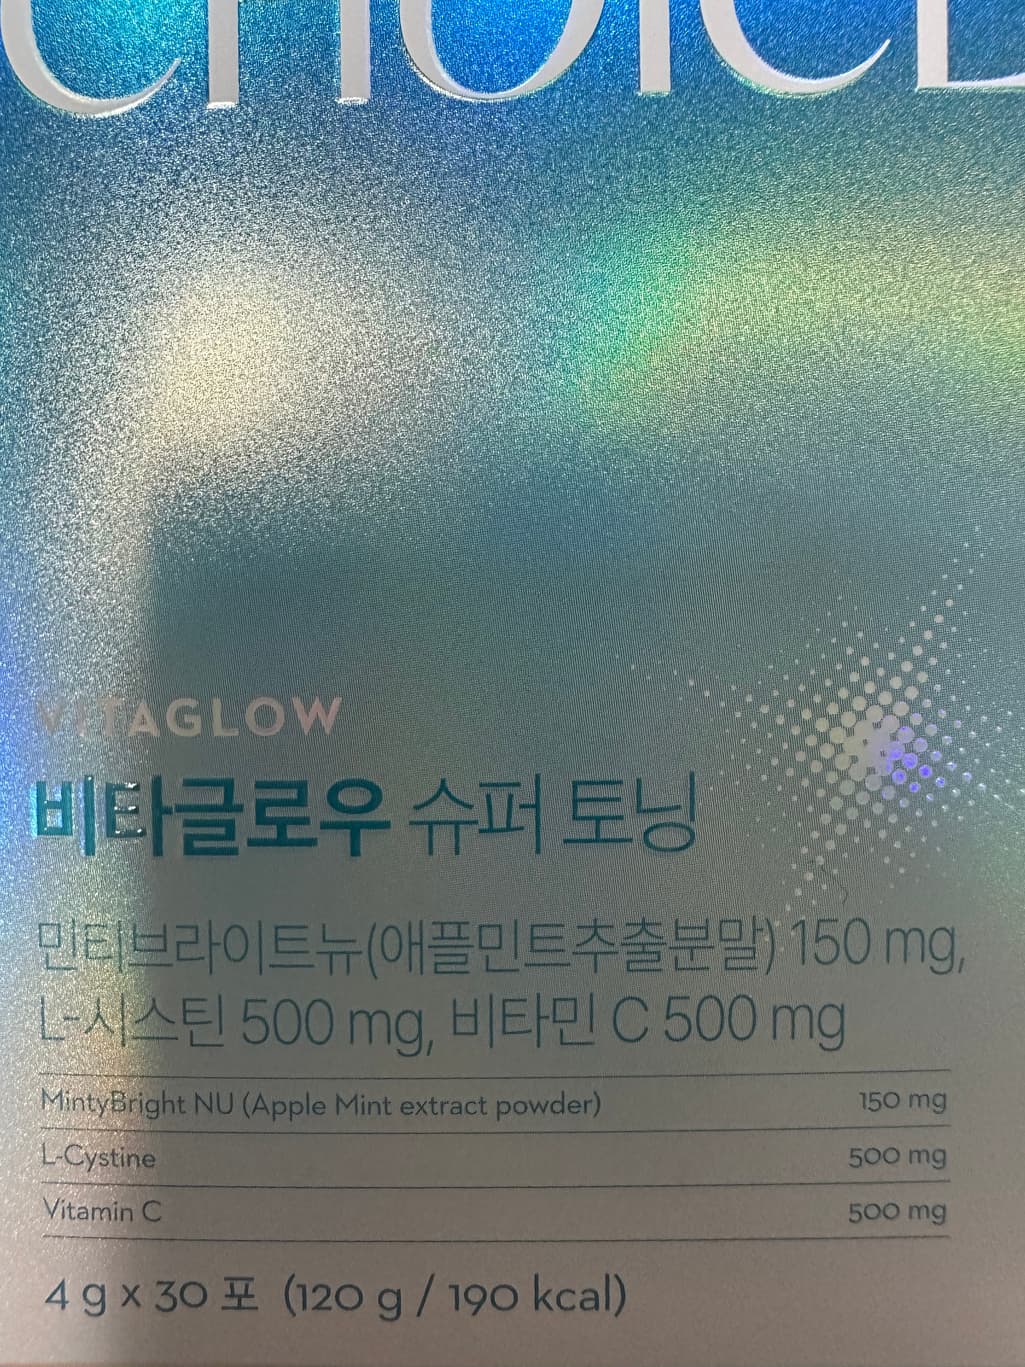 CHOICE
VITAGLOW
비타글로우 슈퍼 토닝
민티브라이트뉴(애플민트추출분말) 150 mg,
L-시스틴 500 mg, 비타민 C 500 mg
MintyBright NU (Apple Mint extract powder) 150 mg
L-Cystine 500 mg
Vitamin C 500 mg
4 g x 30 포 (120 g / 190 kcal)